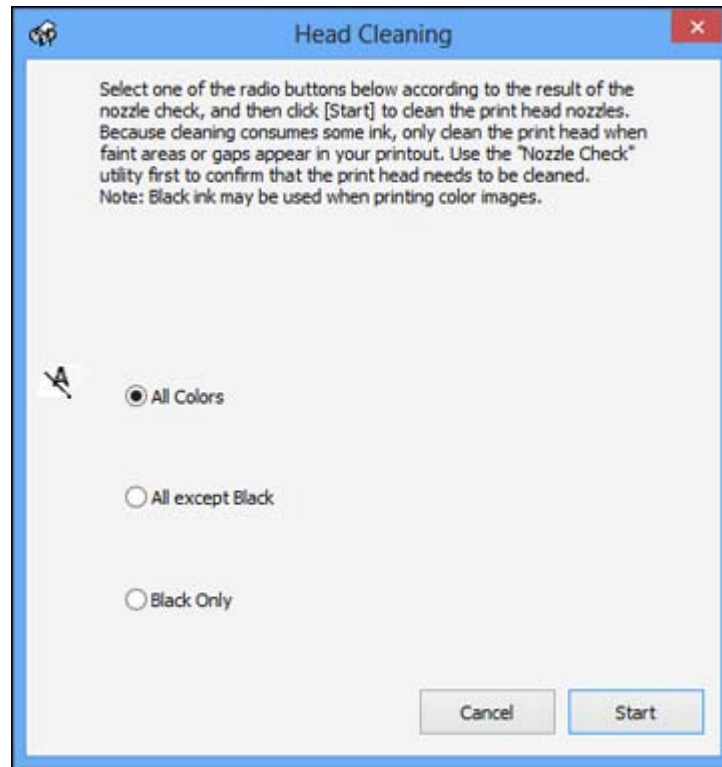 Head Cleaning
Select one of the radio buttons below according to the result of the
nozzle check, and then click [Start] to clean the print head nozzles.
Because cleaning consumes some ink, only clean the print head when
faint areas or gaps appear in your printout. Use the "Nozzle Check"
utility first to confirm that the print head needs to be cleaned.
Note: Black ink may be used when printing color images.
A
All Colors
All except Black
Black Only
Cancel
Start